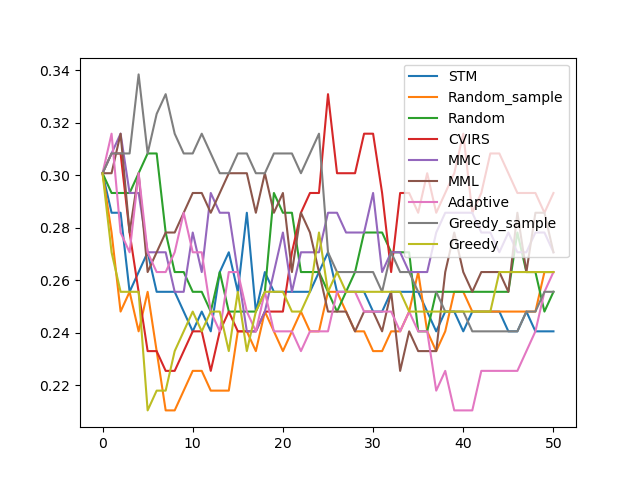 0.34
0.32
0.30
0.28
0.26
0.24
0.22
0
10
20
30
40
50
STM
Random_sample
Random
CVIRS
MMC
MML
Adaptive
Greedy_sample
Greedy